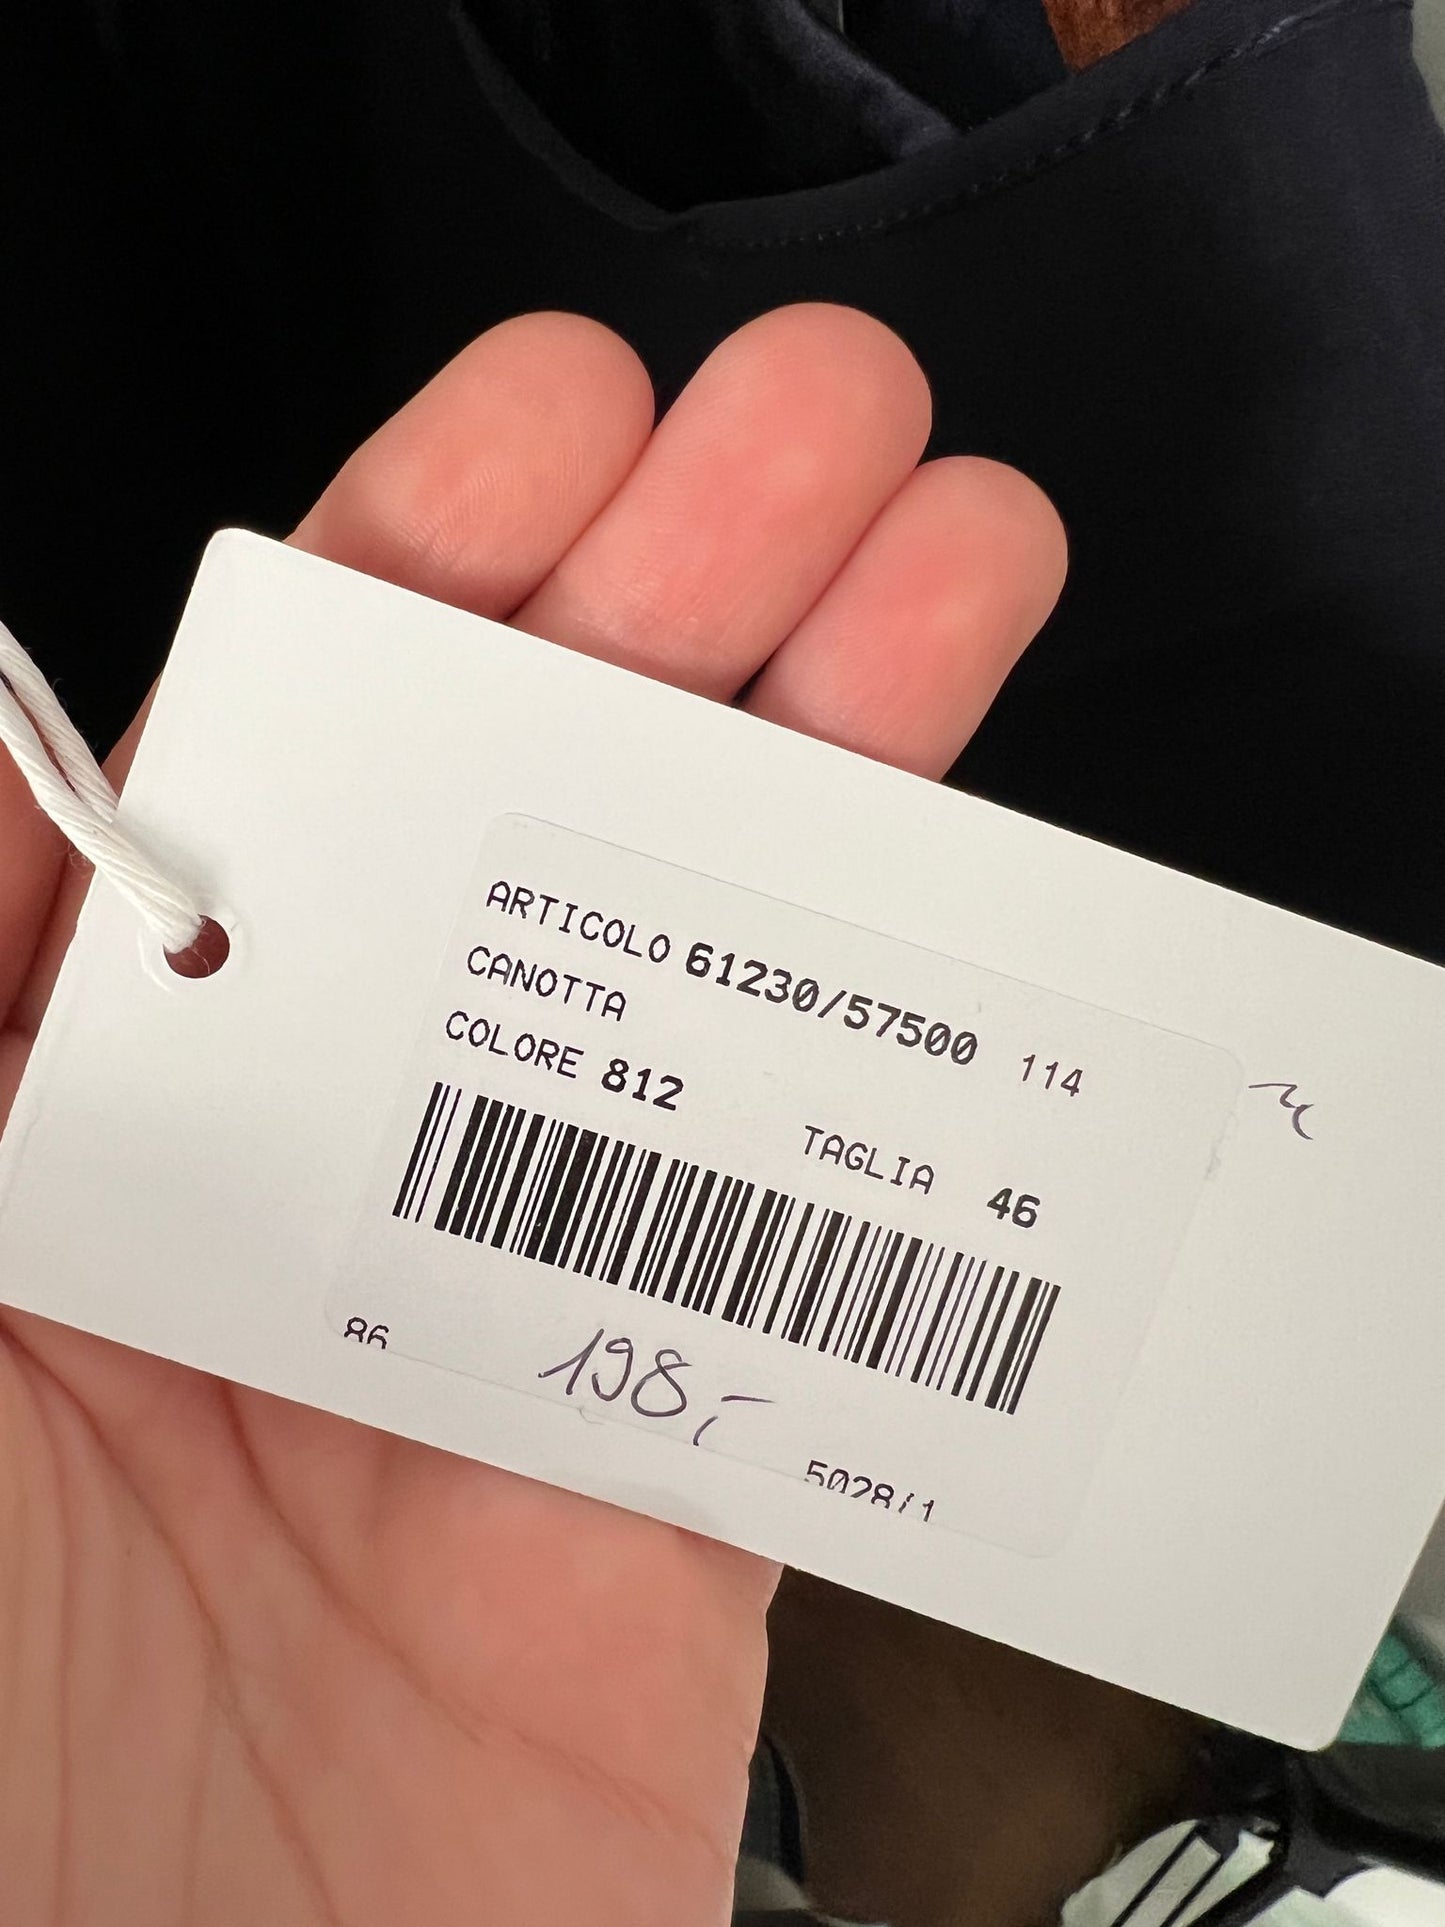 ARTICOLO 61230/57500 114
CANOTTA
COLORE 812
TAGLIA 46
86
198,-
5028/1